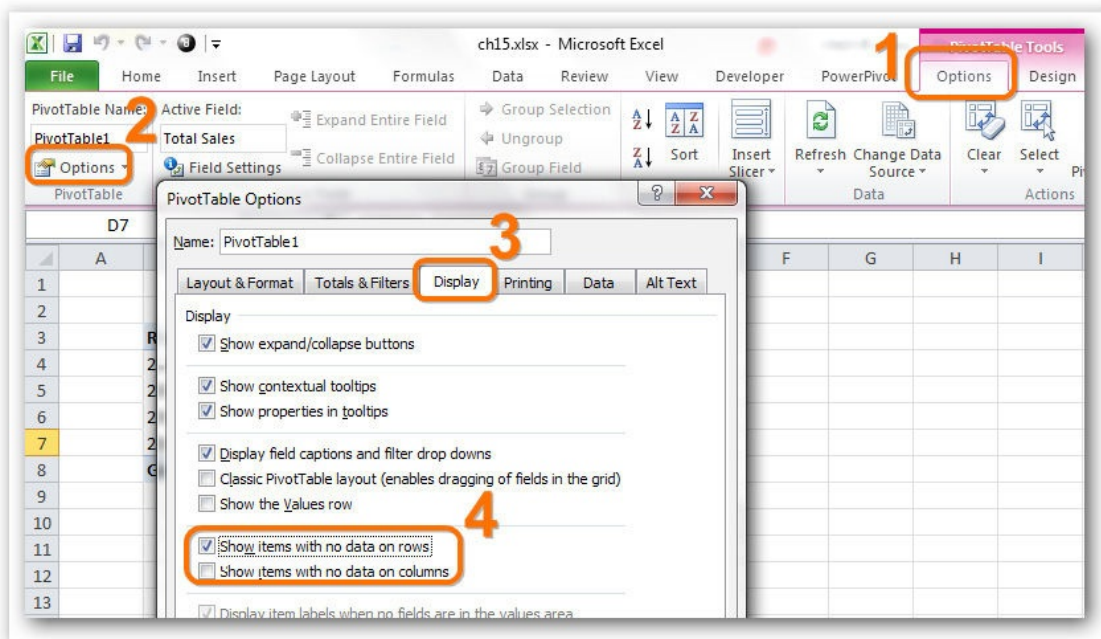 ch15.xlsx - Microsoft Excel
1
File Home Insert Page Layout Formulas Data Review View Developer PowerPivot Options Design
PivotTable Name: Active Field:
2
PivotTable1 Total Sales
Options Field Settings
Expand Entire Field
Collapse Entire Field
Group Selection
Ungroup
Group Field
Sort
Insert Slicer
Refresh Change Data Source
Clear Select
PivotTable Data Actions
PivotTable Options
D7
Name: PivotTable1
3
A F G H I
Layout & Format Totals & Filters Display Printing Data Alt Text
1
2
Display
3 R
Show expand/collapse buttons
4 2
5 2
Show contextual tooltips
6 2
Show properties in tooltips
7 2
Display field captions and filter drop downs
8 G
Classic PivotTable layout (enables dragging of fields in the grid)
9
Show the Values row
4
10
11
Show items with no data on rows
12
Show items with no data on columns
13
Display item labels when no fields are in the values area